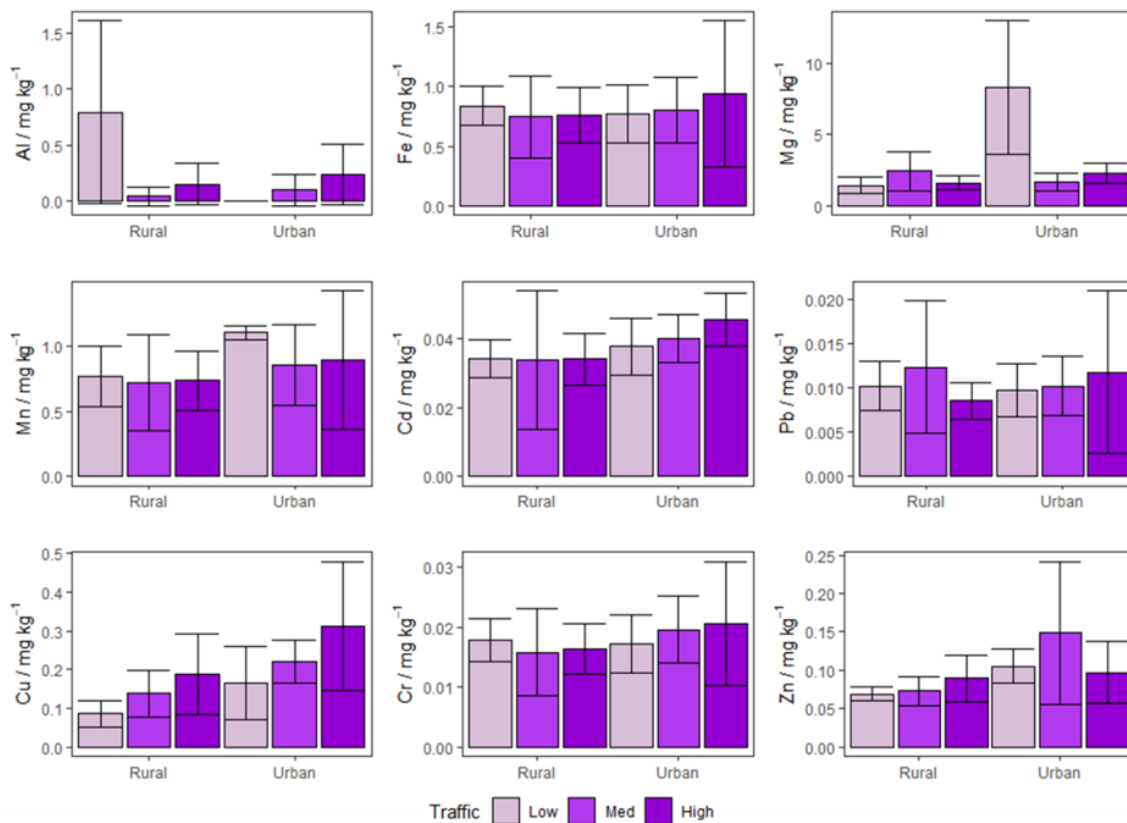 Al / mg kg⁻¹
1.5
1.0
0.5
0.0
Rural Urban
Fe / mg kg⁻¹
1.5
1.0
0.5
0.0
Rural Urban
Mg / mg kg⁻¹
10
5
0
Rural Urban
Mn / mg kg⁻¹
1.0
0.5
0.0
Rural Urban
Cd / mg kg⁻¹
0.04
0.02
0.00
Rural Urban
Pb / mg kg⁻¹
0.020
0.015
0.010
0.005
0.000
Rural Urban
Cu / mg kg⁻¹
0.5
0.4
0.3
0.2
0.1
0.0
Rural Urban
Cr / mg kg⁻¹
0.03
0.02
0.01
0.00
Rural Urban
Zn / mg kg⁻¹
0.25
0.20
0.15
0.10
0.05
0.00
Rural Urban
Traffic Low Med High